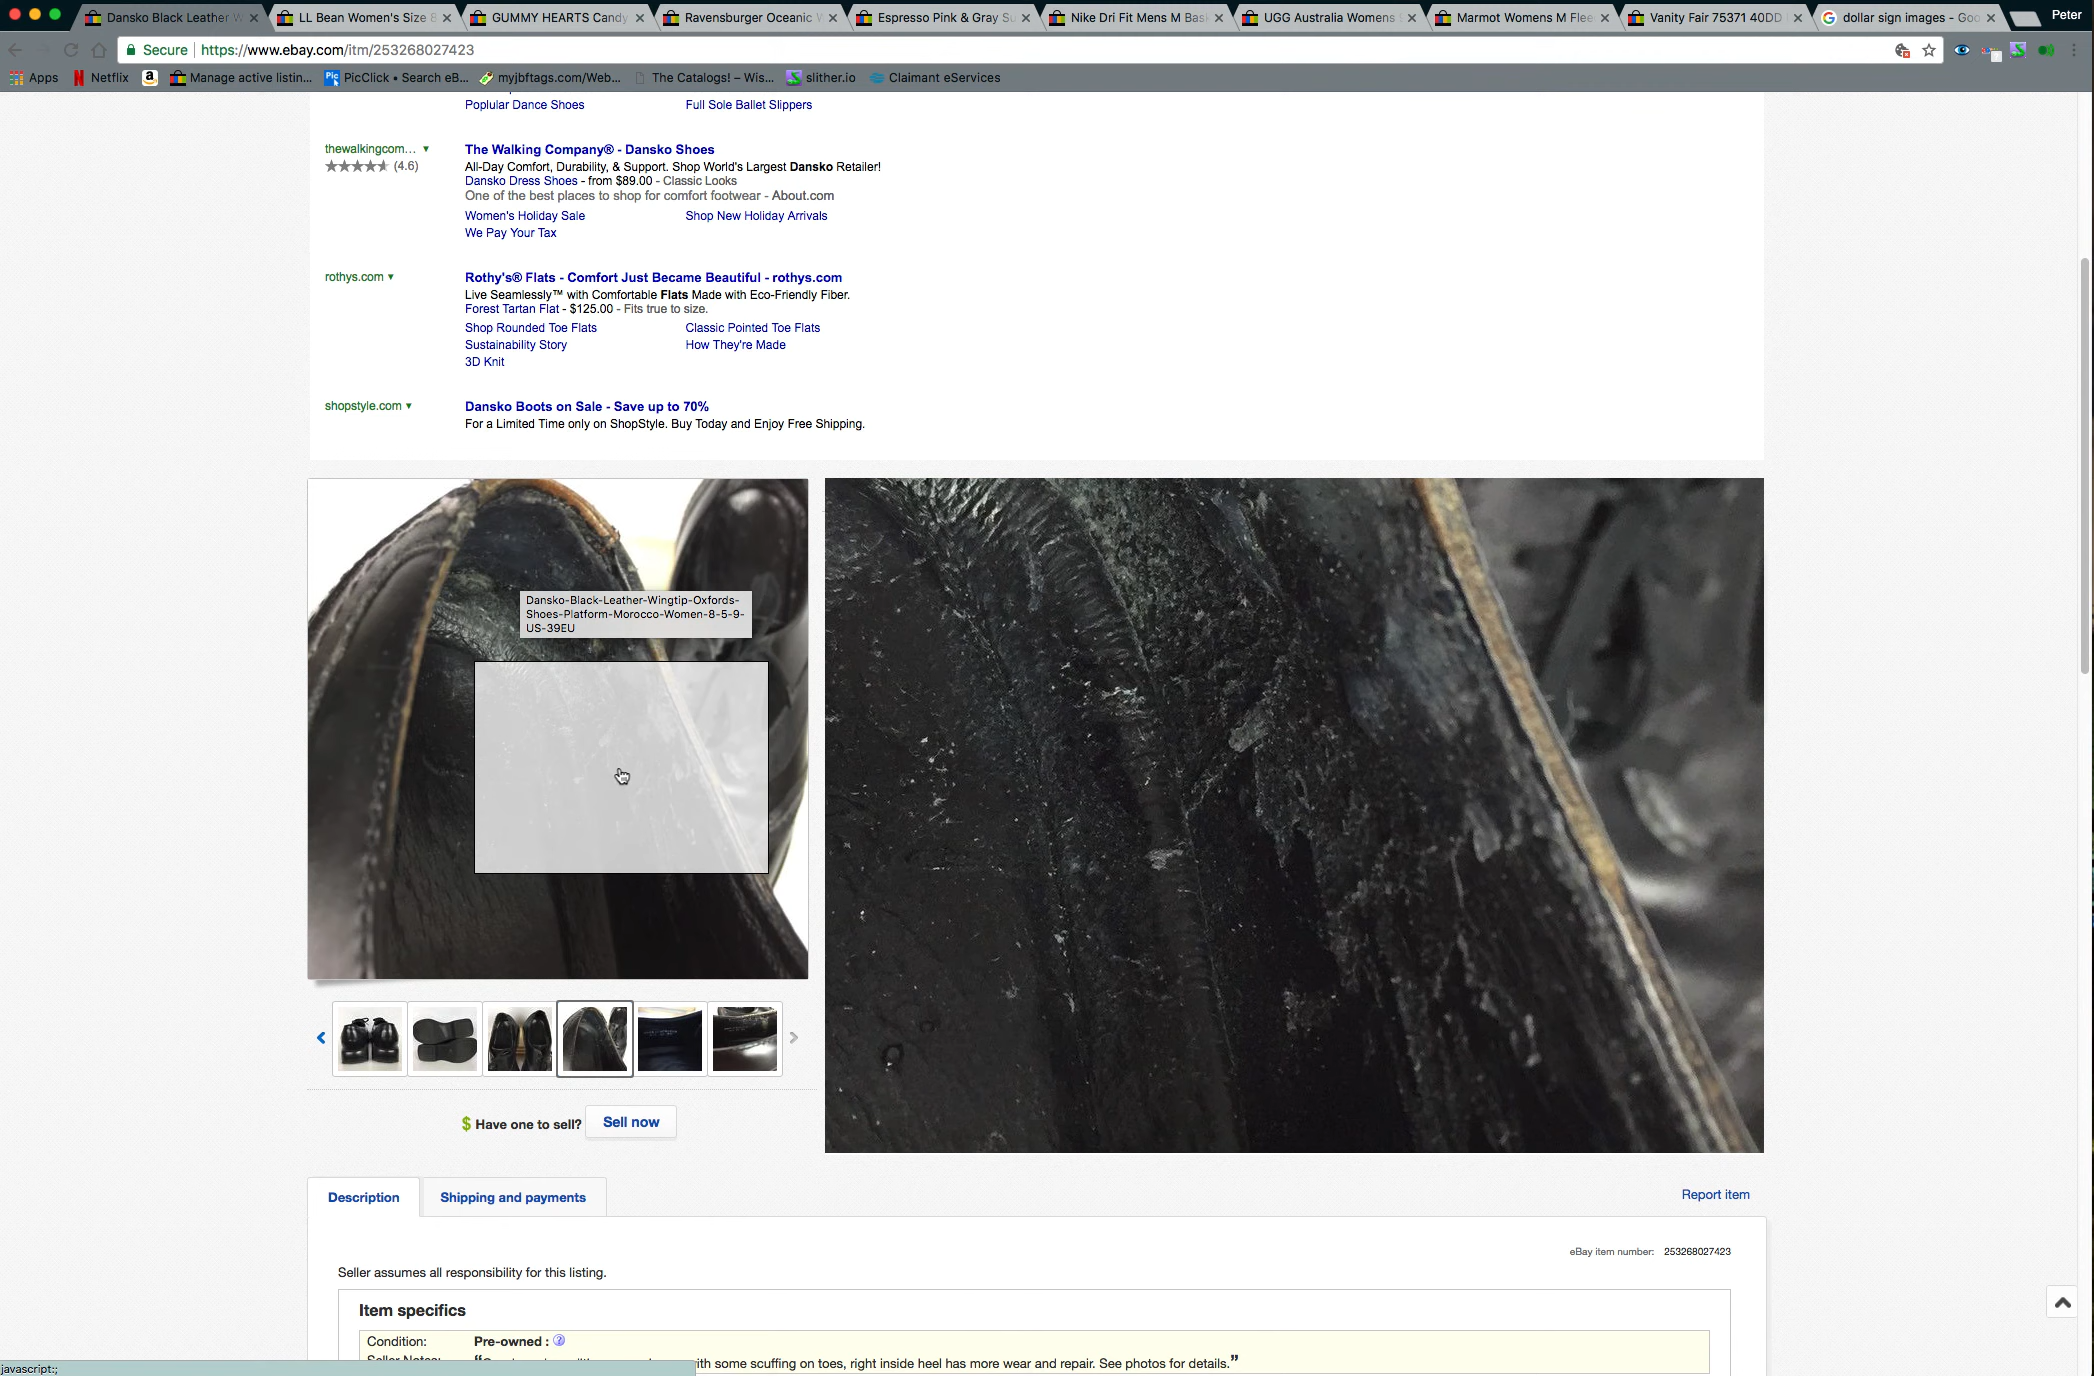 Dansko Black Leather W
LL Bean Women's Size 8
GUMMY HEARTS Candy
Ravensburger Oceanic W
Espresso Pink & Gray Su
Nike Dri Fit Mens M Bas
UGG Australia Womens
Marmot Womens M Flee
Vanity Fair 75371 40DD
dollar sign images - Goo
Peter
Secure
https://www.ebay.com/itm/253268027423
Apps
Netflix
Manage active listin...
PicClick • Search eB...
myjbftags.com/Web...
The Catalogs! – Wis...
slither.io
Claimant eServices
Poplular Dance Shoes
Full Sole Ballet Slippers
thewalkingcom... ▼
(4.6)
The Walking Company® - Dansko Shoes
All-Day Comfort, Durability, & Support. Shop World's Largest Dansko Retailer!
Dansko Dress Shoes - from $89.00 - Classic Looks
One of the best places to shop for comfort footwear - About.com
Women's Holiday Sale
Shop New Holiday Arrivals
We Pay Your Tax
rothys.com ▼
Rothy's® Flats - Comfort Just Became Beautiful - rothys.com
Live Seamlessly™ with Comfortable Flats Made with Eco-Friendly Fiber.
Forest Tartan Flat - $125.00 - Fits true to size.
Shop Rounded Toe Flats
Classic Pointed Toe Flats
Sustainability Story
How They're Made
3D Knit
shopstyle.com ▼
Dansko Boots on Sale - Save up to 70%
For a Limited Time only on ShopStyle. Buy Today and Enjoy Free Shipping.
Dansko-Black-Leather-Wingtip-Oxfords-
Shoes-Platform-Morocco-Women-8-5-9-
US-39EU
$ Have one to sell?
Sell now
Description
Shipping and payments
Report item
eBay item number: 253268027423
Seller assumes all responsibility for this listing.
Item specifics
Condition:
Pre-owned :
ith some scuffing on toes, right inside heel has more wear and repair. See photos for details.”
javascript:;